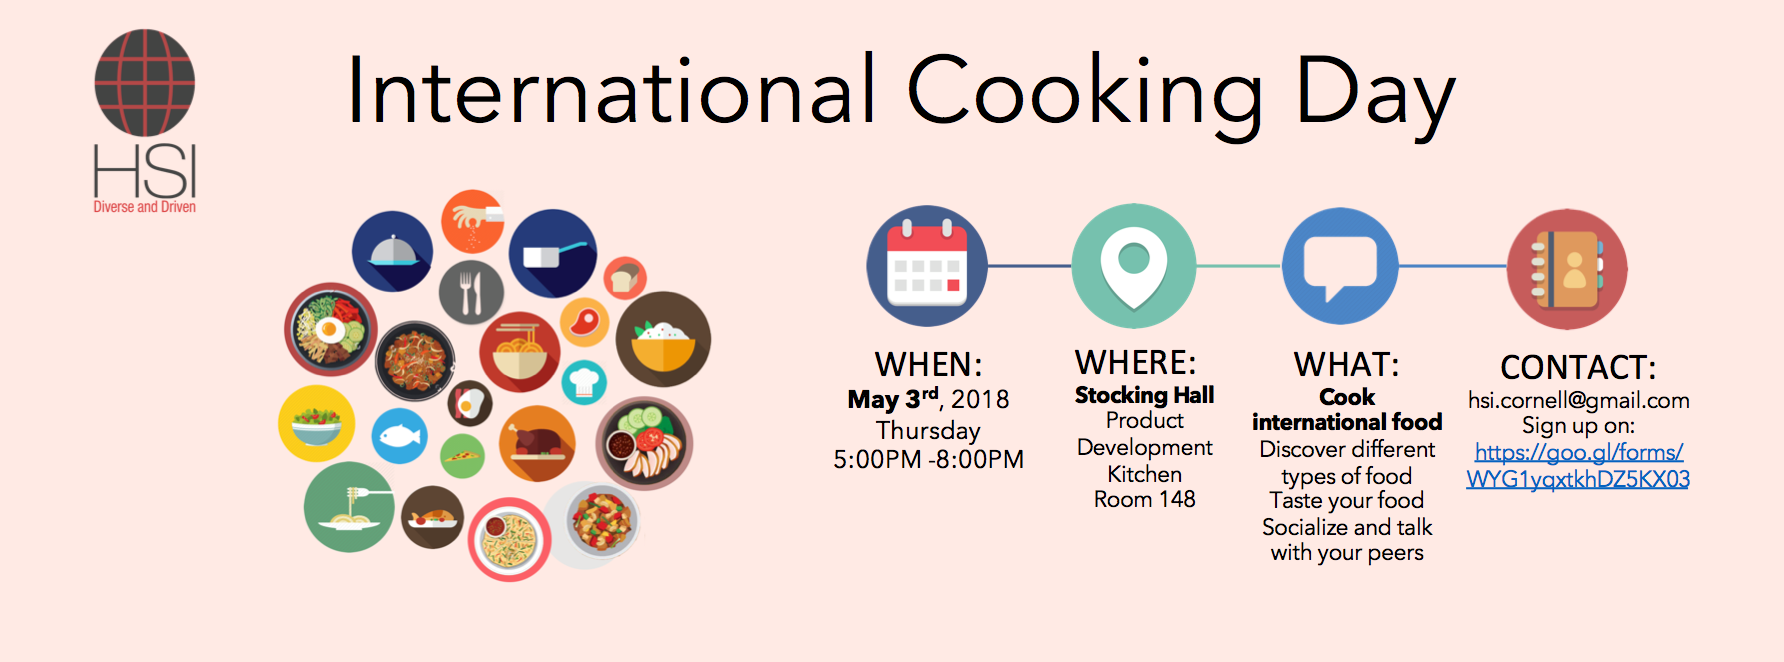 International Cooking Day
HSI
Diverse and Driven
WHEN:
May 3rd, 2018
Thursday
5:00PM -8:00PM
WHERE:
Stocking Hall
Product
Development
Kitchen
Room 148
WHAT:
Cook
international food
Discover different
types of food
Taste your food
Socialize and talk
with your peers
CONTACT:
hsi.cornell@gmail.com
Sign up on:
https://goo.gl/forms/
WYG1yqxtkhDZ5KX03